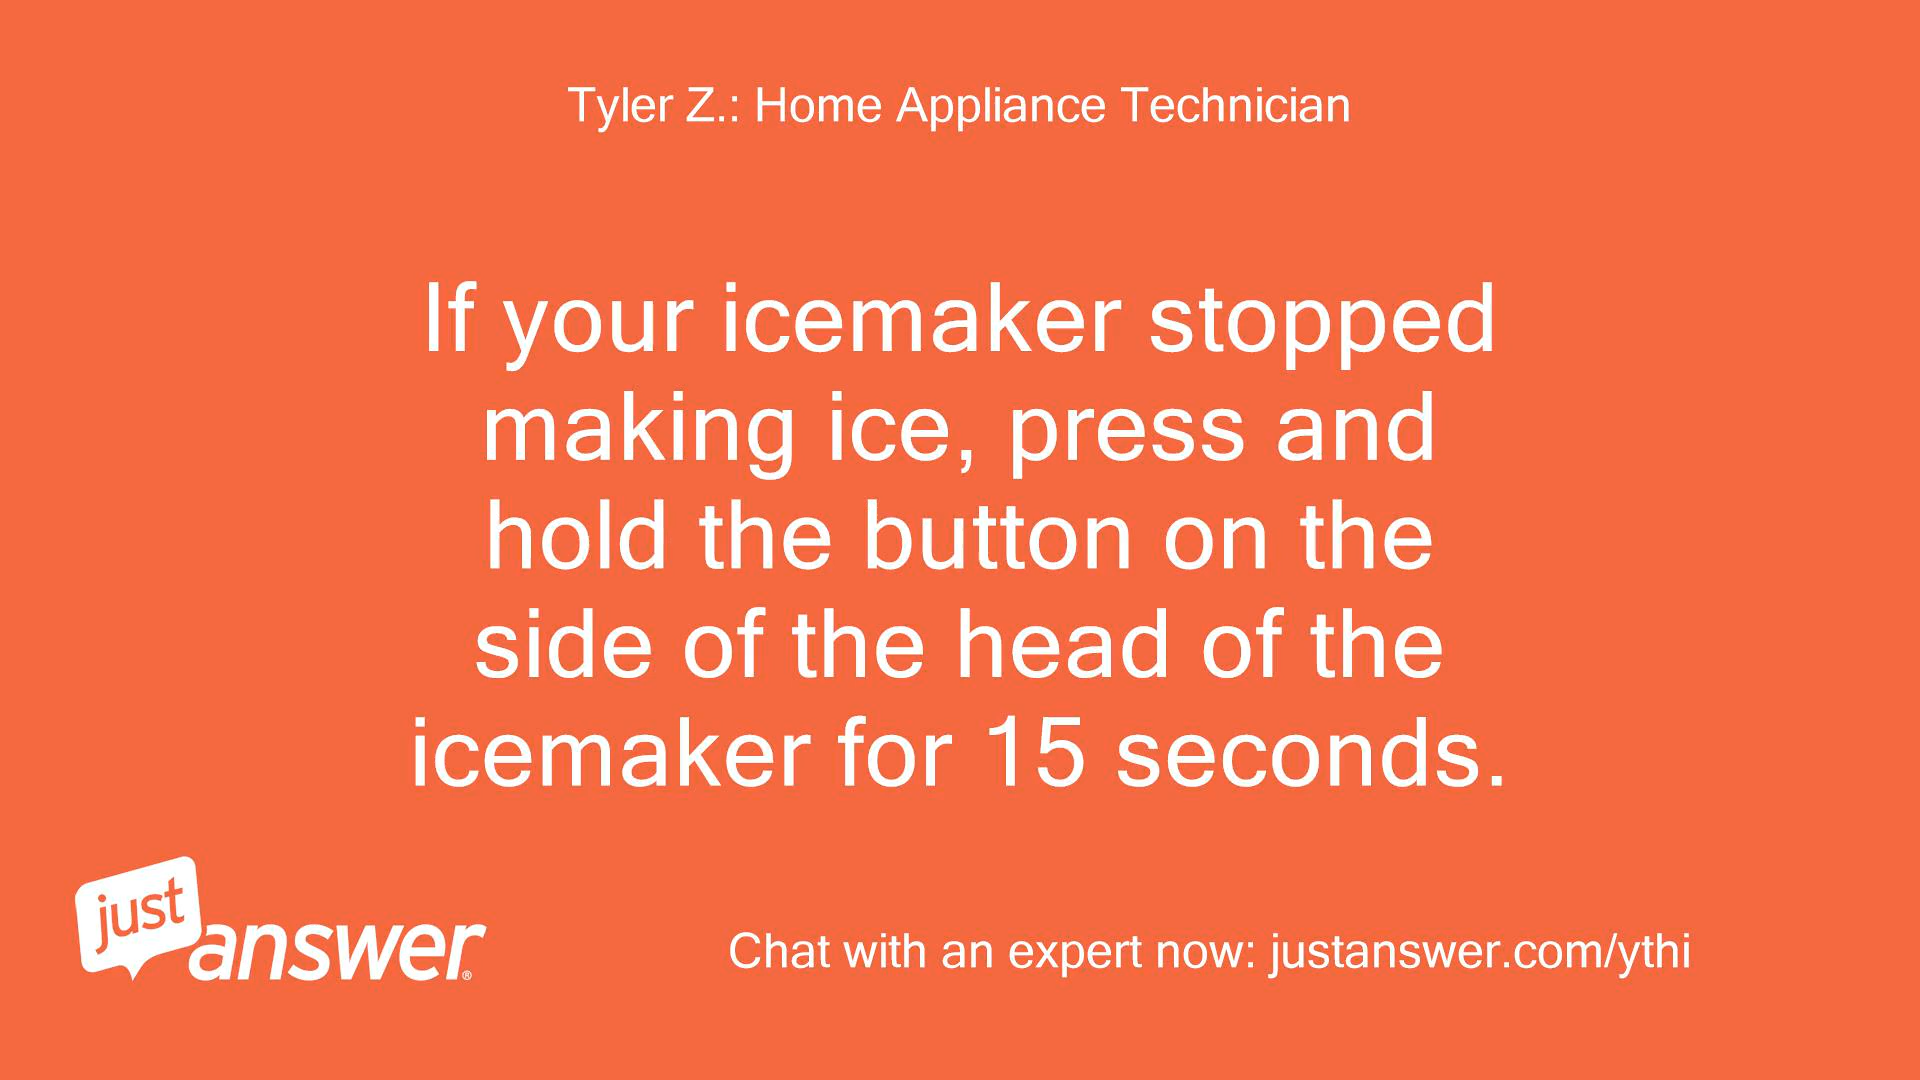 Tyler Z.: Home Appliance Technician
If your icemaker stopped
making ice, press and
hold the button on the
side of the head of the
icemaker for 15 seconds.
just
answer®
Chat with an expert now: justanswer.com/ythi